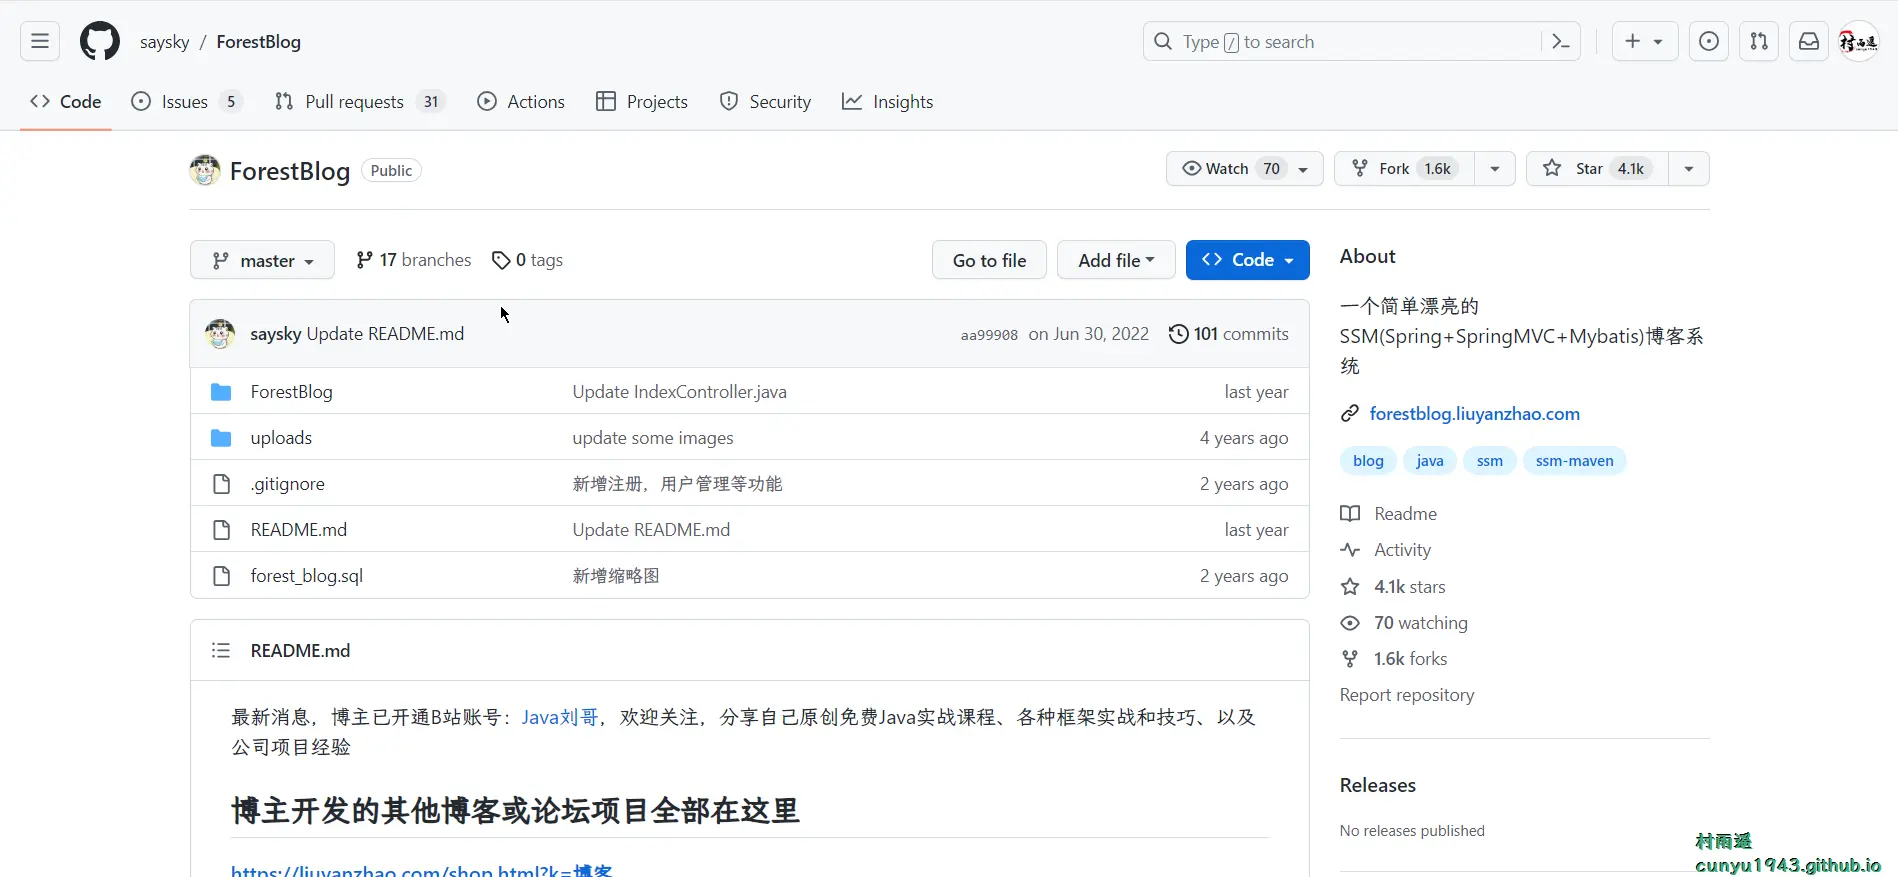 saysky / ForestBlog
Type / to search
Code
Issues 5
Pull requests 31
Actions
Projects
Security
Insights
ForestBlog Public
Watch 70
Fork 1.6k
Star 4.1k
master
17 branches
0 tags
Go to file
Add file
Code
saysky Update README.md
aa99908 on Jun 30, 2022
101 commits
ForestBlog Update IndexController.java last year
uploads update some images 4 years ago
.gitignore 新增注册，用户管理等功能 2 years ago
README.md Update README.md last year
forest_blog.sql 新增缩略图 2 years ago
README.md
最新消息，博主已开通B站账号：Java刘哥，欢迎关注，分享自己原创免费Java实战课程、各种框架实战和技巧、以及
公司项目经验
博主开发的其他博客或论坛项目全部在这里
https://liuyanzhao.com/shop.html?k=博客
About
一个简单漂亮的
SSM(Spring+SpringMVC+Mybatis)博客系
统
forestblog.liuyanzhao.com
blog java ssm ssm-maven
Readme
Activity
4.1k stars
70 watching
1.6k forks
Report repository
Releases
No releases published
村雨遥
cunyu1943.github.io